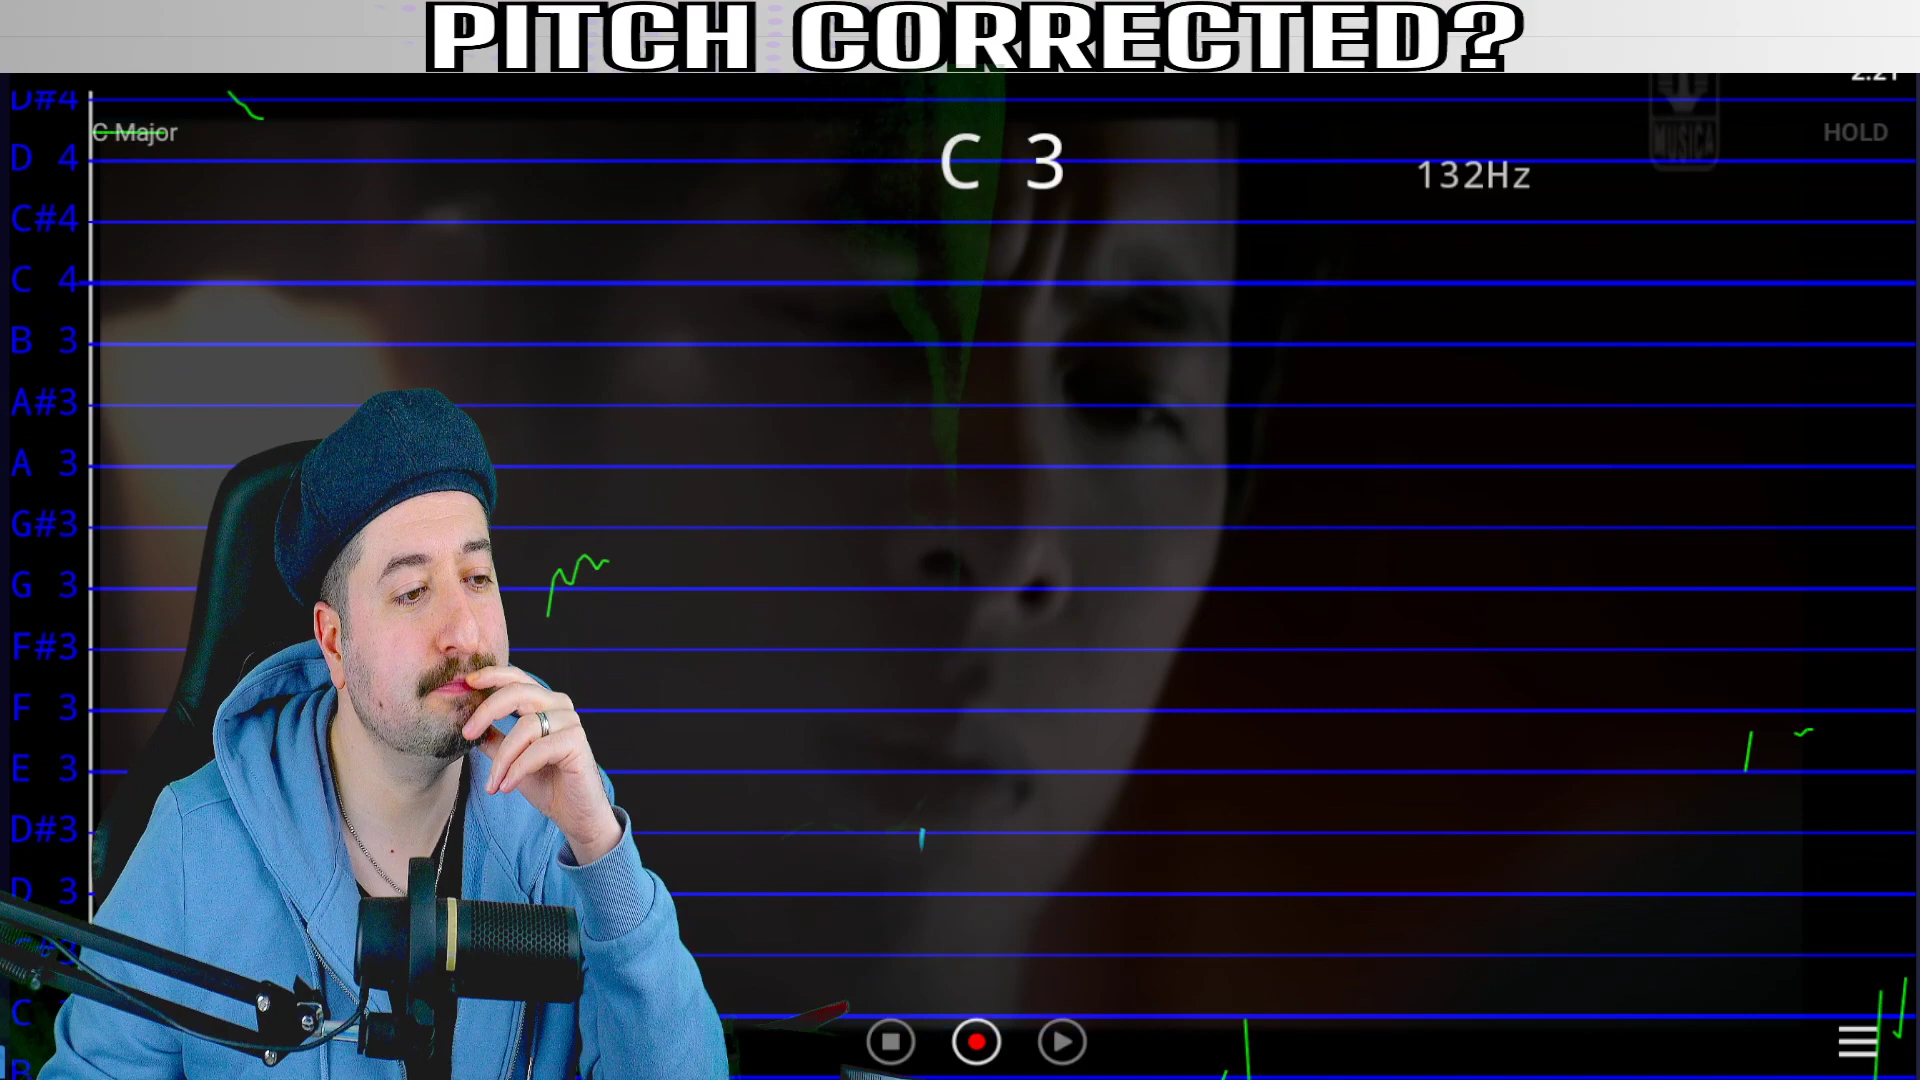 PITCH CORRECTED?
D#4
C Major
C 3
132Hz
MUSICA
HOLD
D 4
C#4
C 4
B 3
A#3
A 3
G#3
G 3
F#3
F 3
E 3
D#3
D 3
C
B